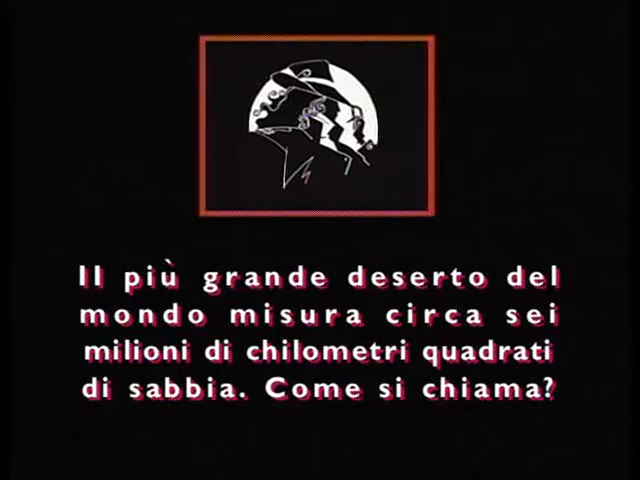 Il più grande deserto del
mondo misura circa sei
milioni di chilometri quadrati
di sabbia. Come si chiama?